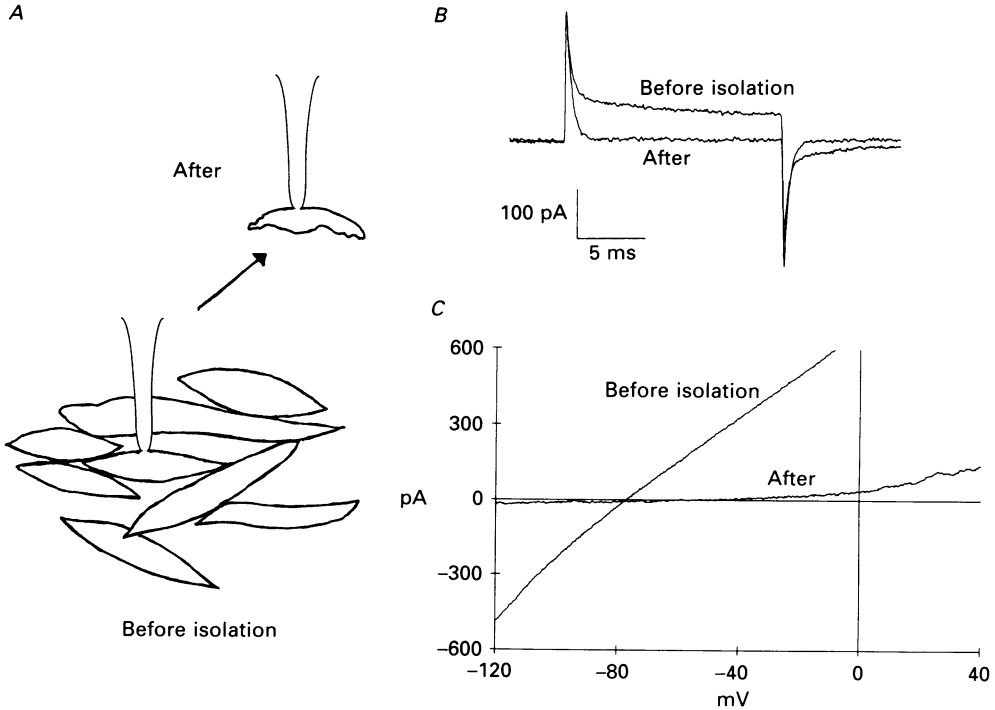 A
After
Before isolation
B
Before isolation
After
100 pA
5 ms
C
600
300
0
−300
−600
pA
Before isolation
After
−120
−80
−40
0
40
mV